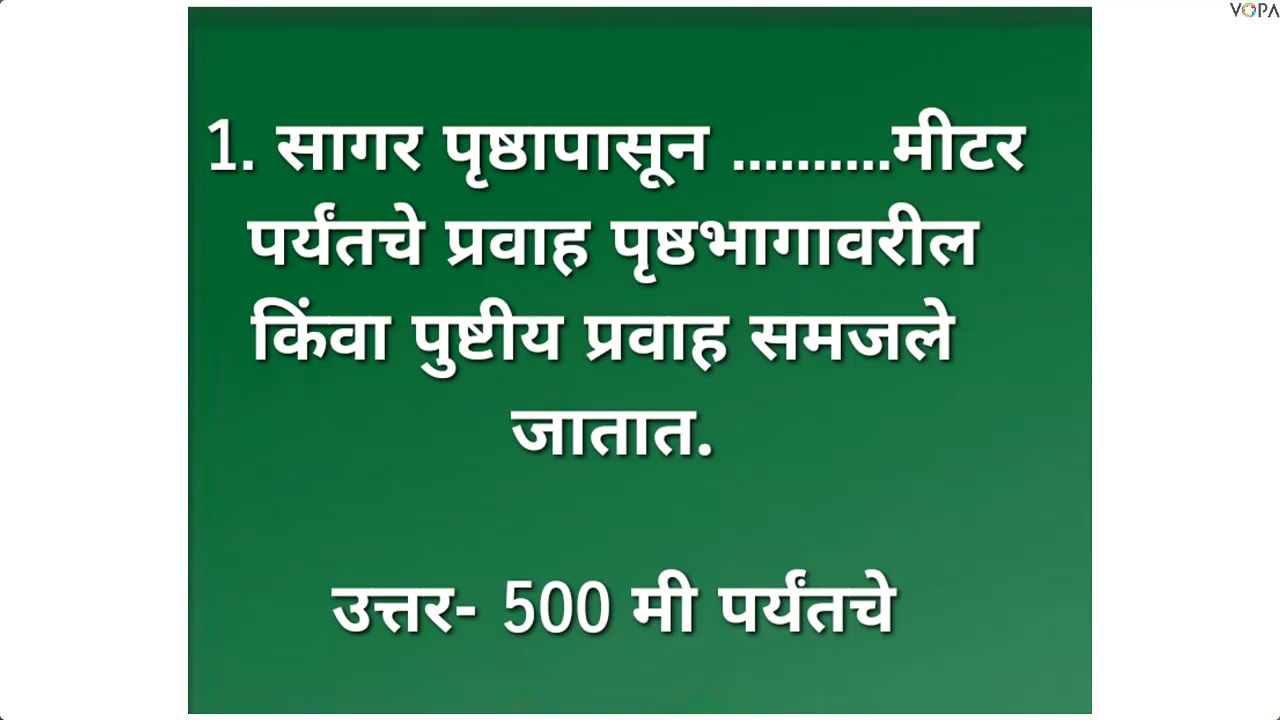 VOPA
1. सागर पृष्ठापासून ..........मीटर
पर्यंतचे प्रवाह पृष्ठभागावरील
किंवा पुष्टीय प्रवाह समजले
जातात.
उत्तर- 500 मी पर्यंतचे